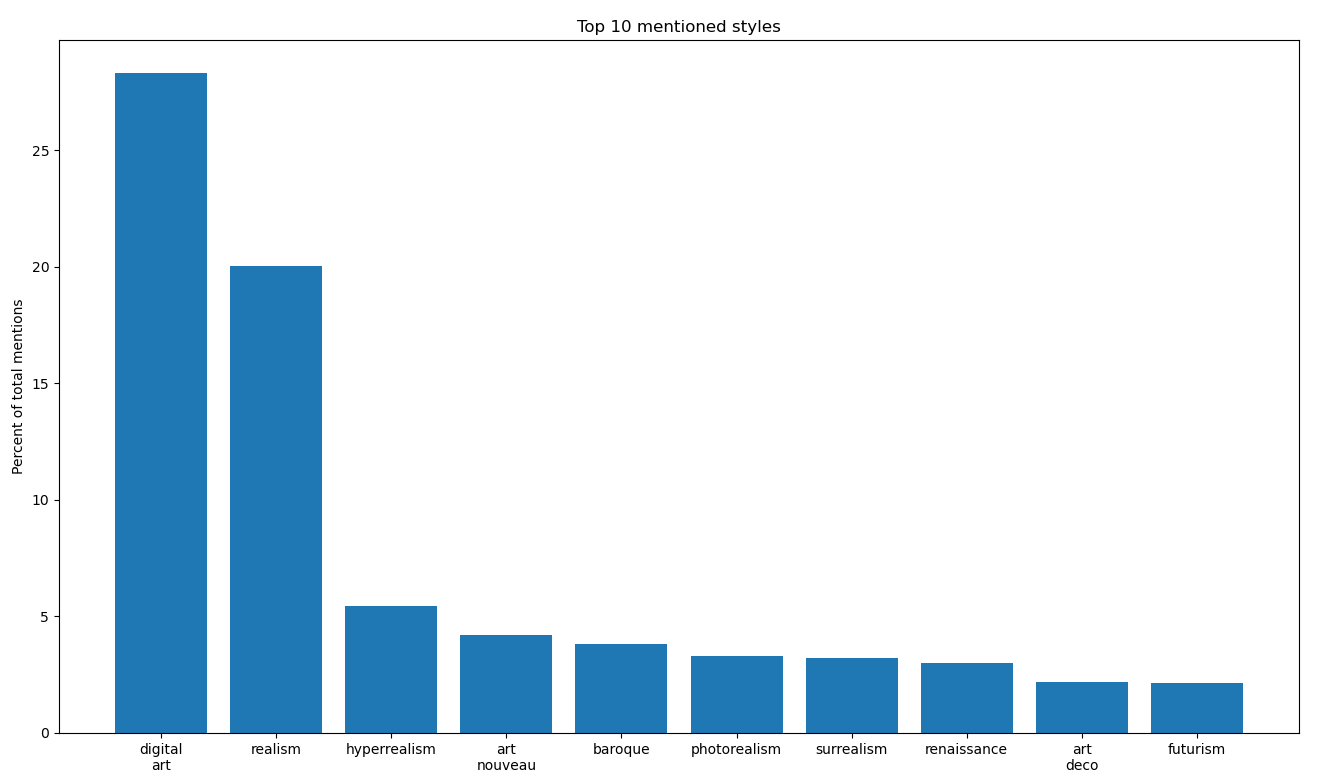 Top 10 mentioned styles
Percent of total mentions
25
20
15
10
5
0
digital
art
realism
hyperrealism
art
nouveau
baroque
photorealism
surrealism
renaissance
art
deco
futurism